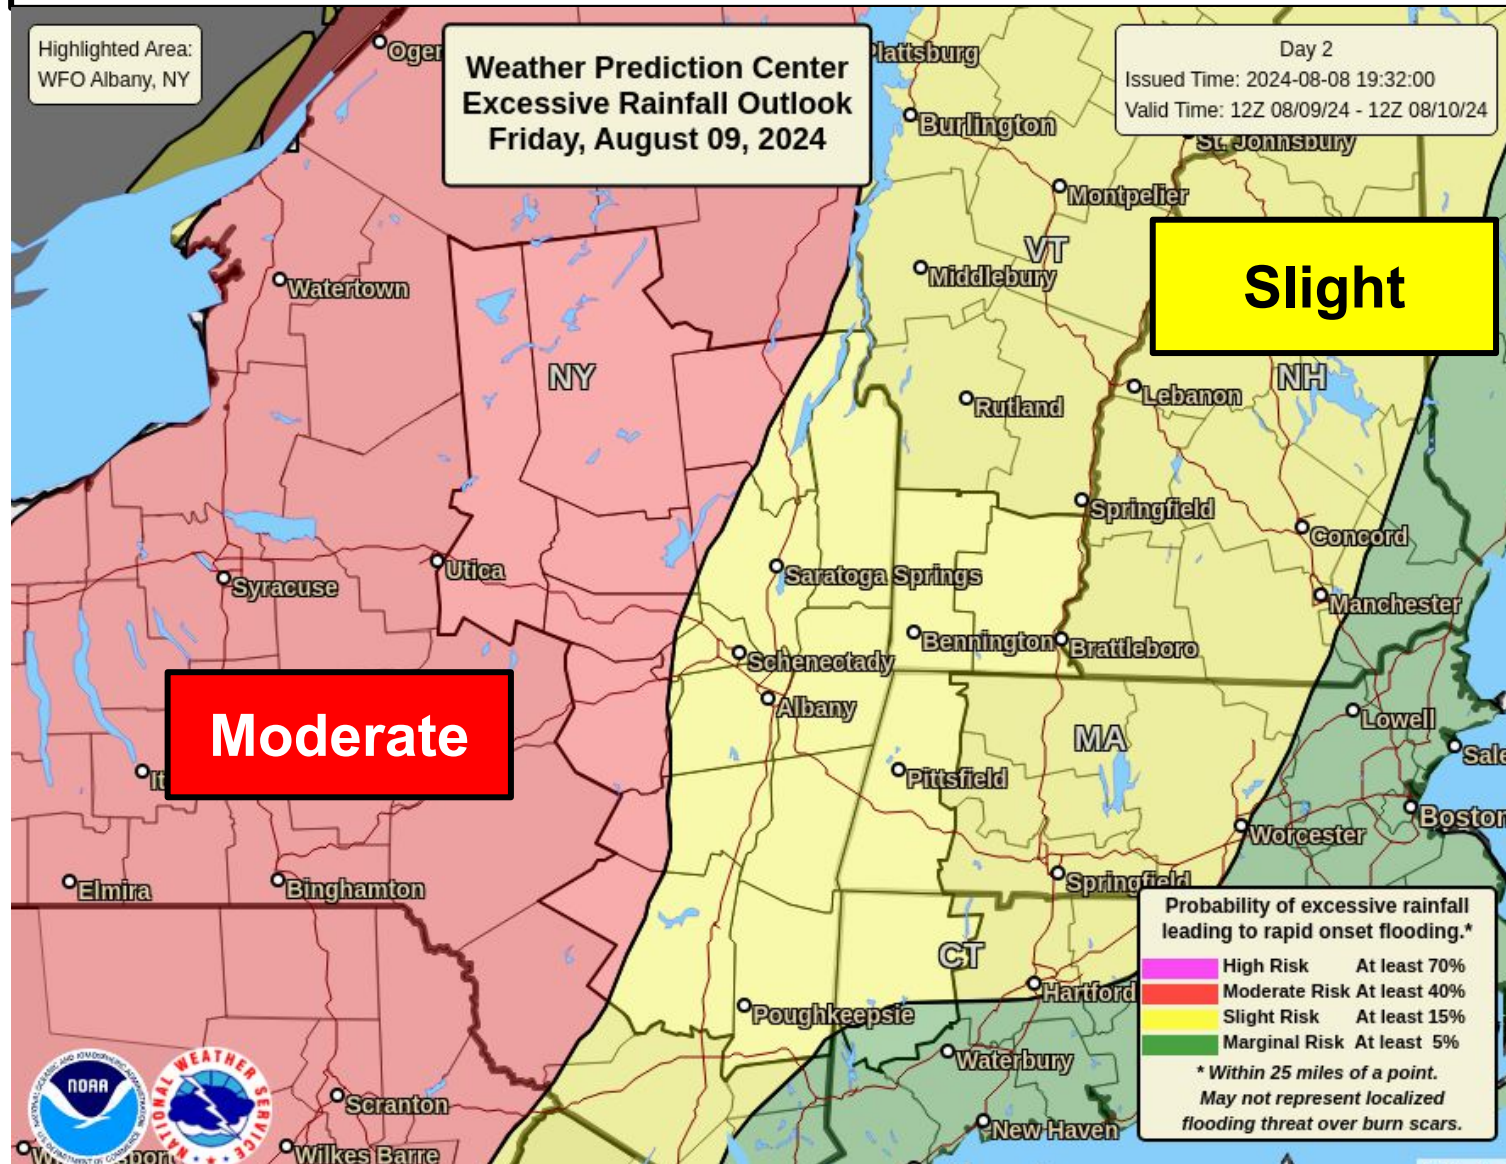 Highlighted Area:
WFO Albany, NY
Weather Prediction Center
Excessive Rainfall Outlook
Friday, August 09, 2024
Day 2
Issued Time: 2024-08-08 19:32:00
Valid Time: 12Z 08/09/24 - 12Z 08/10/24
Oger
Plattsburg
Burlington
St. Johnsbury
Montpelier
VT
Middlebury
Watertown
Slight
NY
NH
Rutland
Lebanon
Springfield
Concord
Utica
Syracuse
Saratoga Springs
Manchester
Bennington
Brattleboro
Schenectady
Albany
Lowell
Moderate
MA
Sale
Pittsfield
It
Boston
Worcester
Elmira
Binghamton
Springfield
CT
Hartford
Poughkeepsie
Waterbury
Scranton
New Haven
Wilkes Barre
Probability of excessive rainfall
leading to rapid onset flooding.*
High Risk At least 70%
Moderate Risk At least 40%
Slight Risk At least 15%
Marginal Risk At least 5%
* Within 25 miles of a point.
May not represent localized
flooding threat over burn scars.
NOAA
NATIONAL WEATHER SERVICE